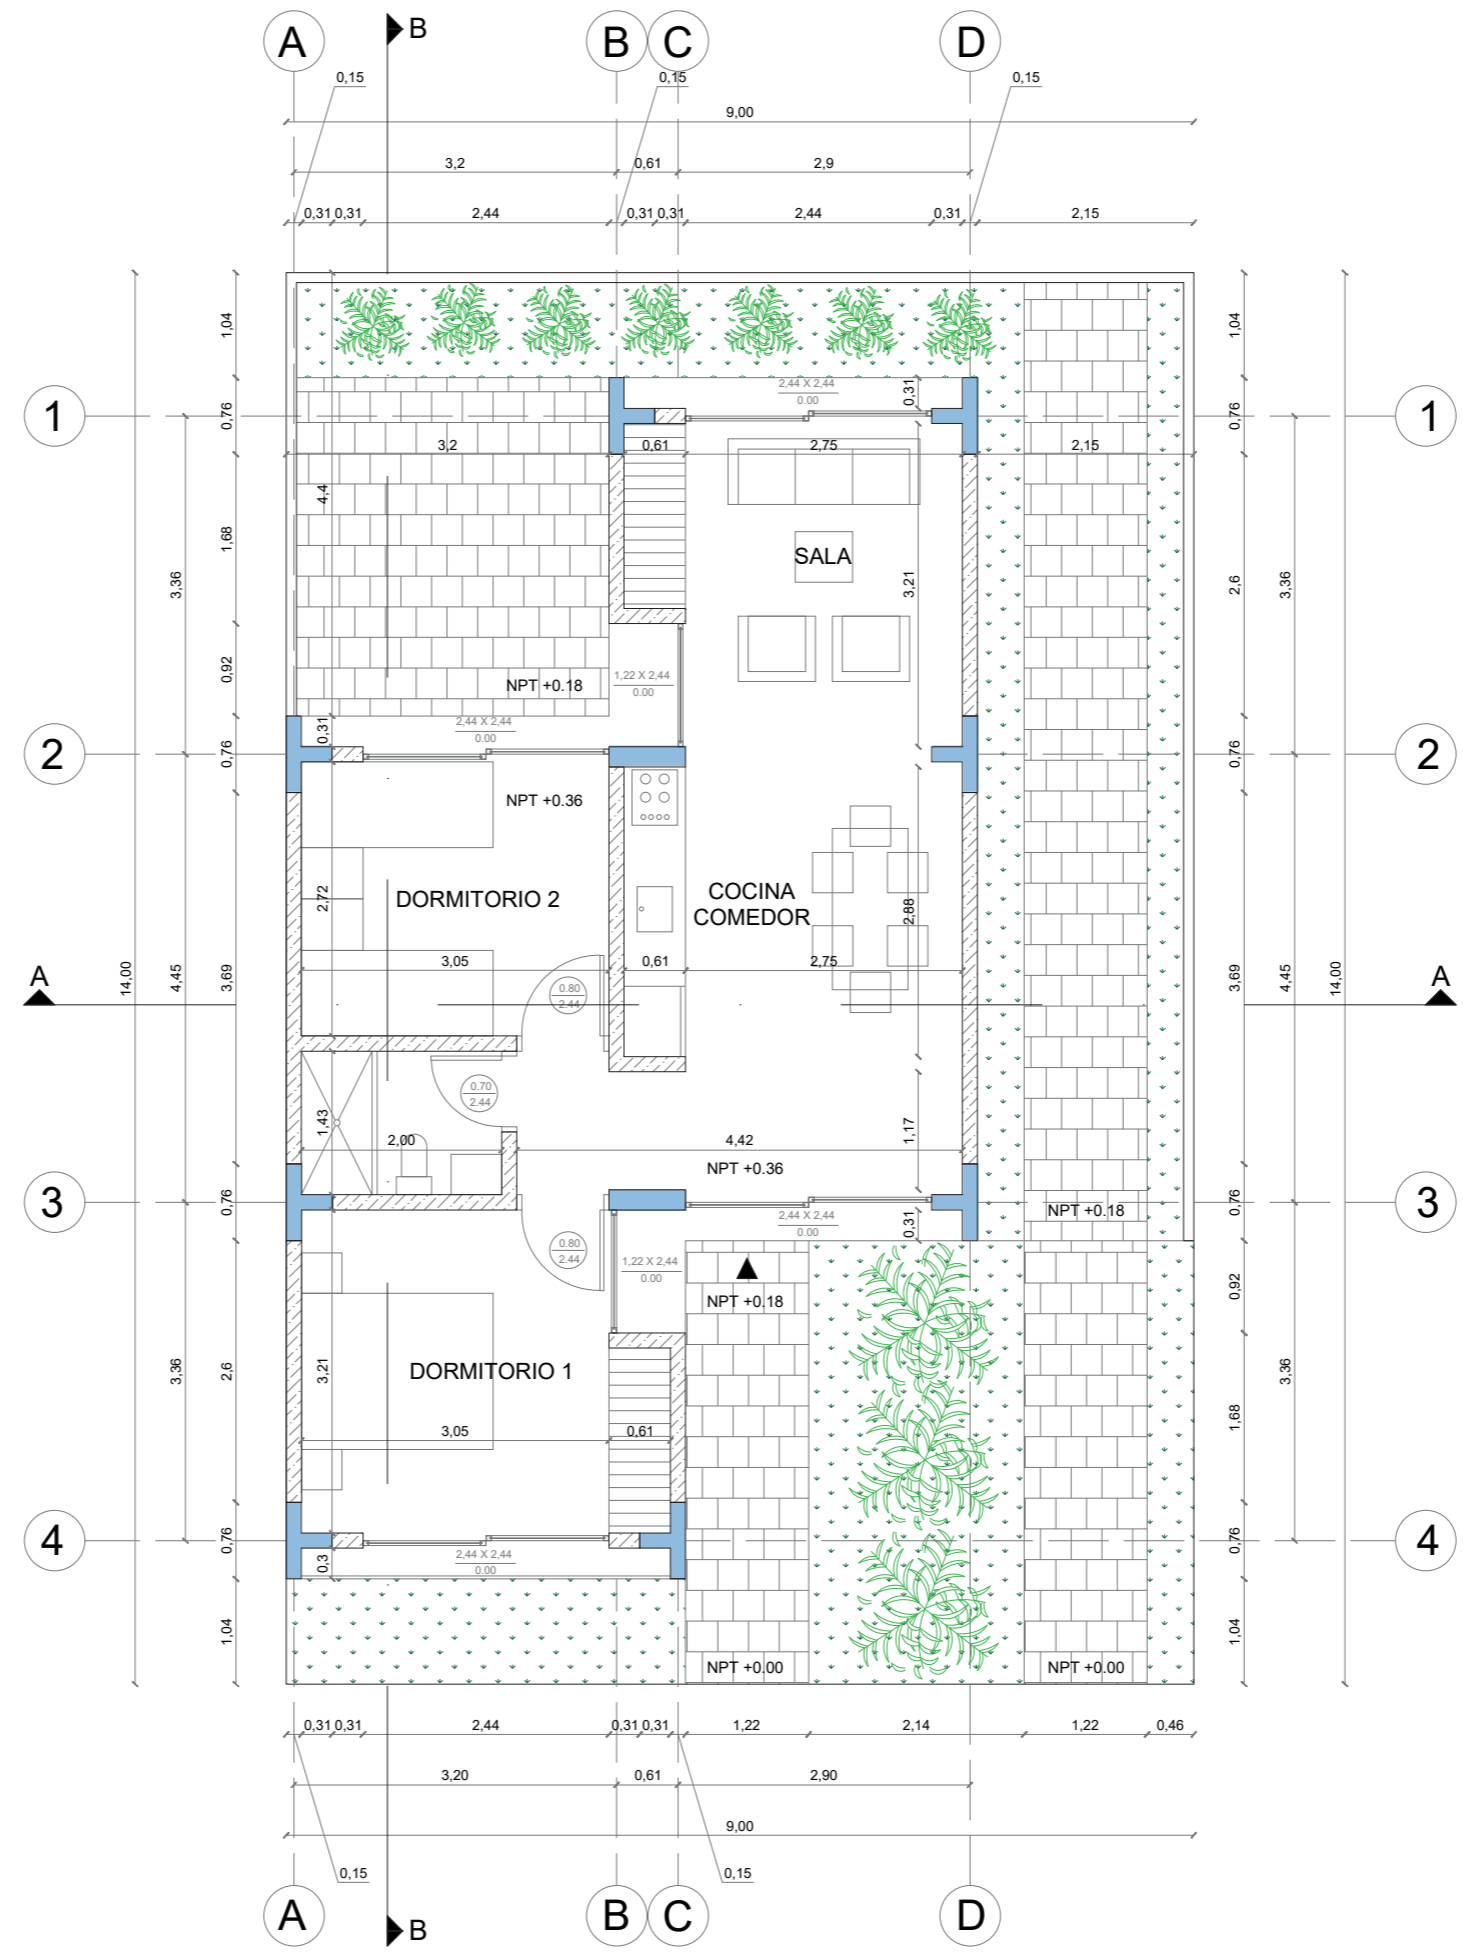 A B B C D
0,15 0,15 0,15
9,00
3,2 0,61 2,9
0,31 0,31 2,44 0,31 0,31 2,44 0,31 2,15
1,04 1,04
2,44 X 2,44
0.00
0,31
1 0,76 0,76 1
3,2 0,61 2,75 2,15
4,4
1,68
SALA
3,36 3,21 2,6 3,36
0,92
1,22 X 2,44
0.00
NPT +0.18
2,44 X 2,44
0.00
0,31
2 0,76 0,76 2
NPT +0.36
2,72
DORMITORIO 2
COCINA
COMEDOR
2,88
3,05 0,61 2,75
A 14,00 4,45 3,69 3,69 4,45 14,00 A
0.80
2.44
0.70
2.44
1,43 2,00 4,42 1,17
NPT +0.36
3 0,76 0,76 3
NPT +0.18
2,44 X 2,44
0.00
0,31
0.80
2.44
1,22 X 2,44
0.00
NPT +0.18
0,92
3,36 2,6 3,21 DORMITORIO 1 3,36
3,05 0,61
1,68
4 0,76 0,76 4
2,44 X 2,44
0.00
0,3
1,04 1,04
NPT +0.00 NPT +0.00
0,31 0,31 2,44 0,31 0,31 1,22 2,14 1,22 0,46
3,20 0,61 2,90
9,00
0,15 0,15
A B B C D